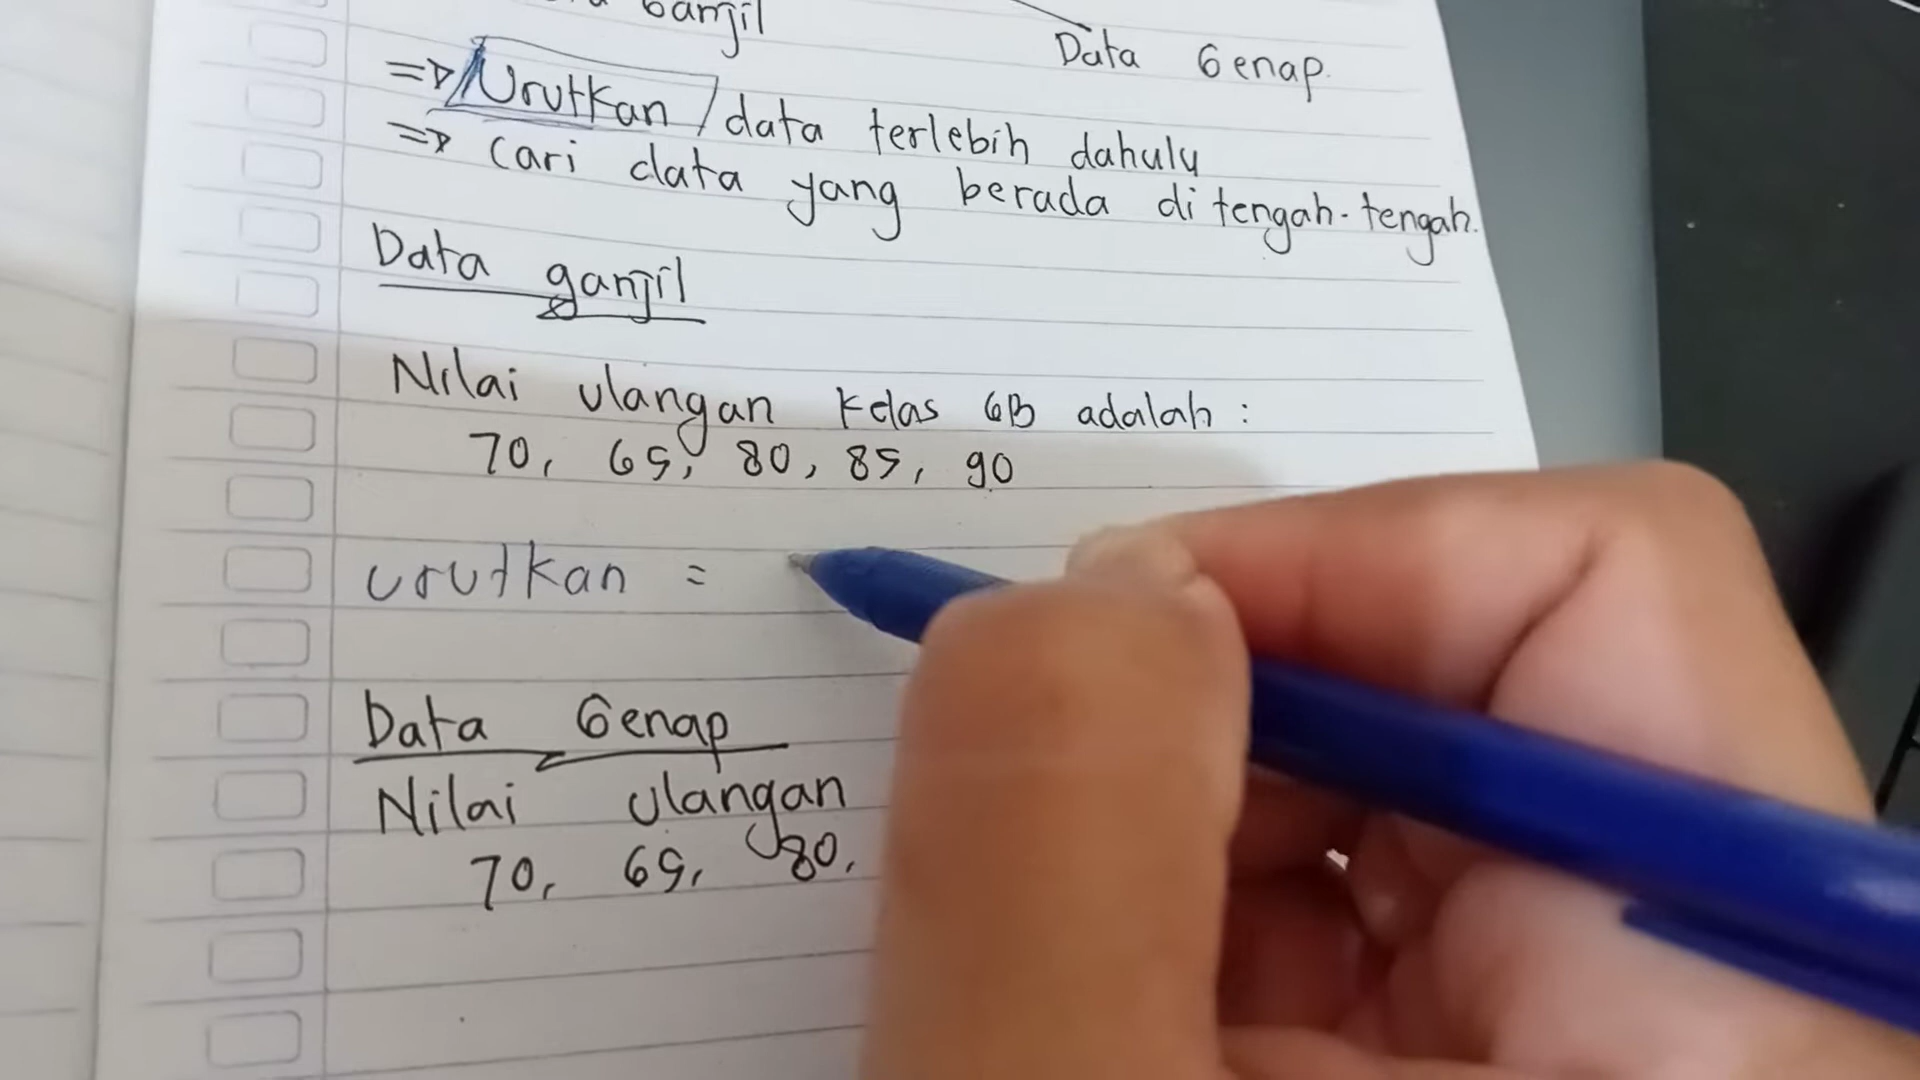 Data Genap.
=> Urutkan data terlebih dahulu
=> cari data yang berada di tengah-tengah.
Data ganjil
Nilai ulangan kelas 6B adalah :
70, 65, 80, 85, 90
urutkan =
Data Genap
Nilai ulangan
70, 65, 80,